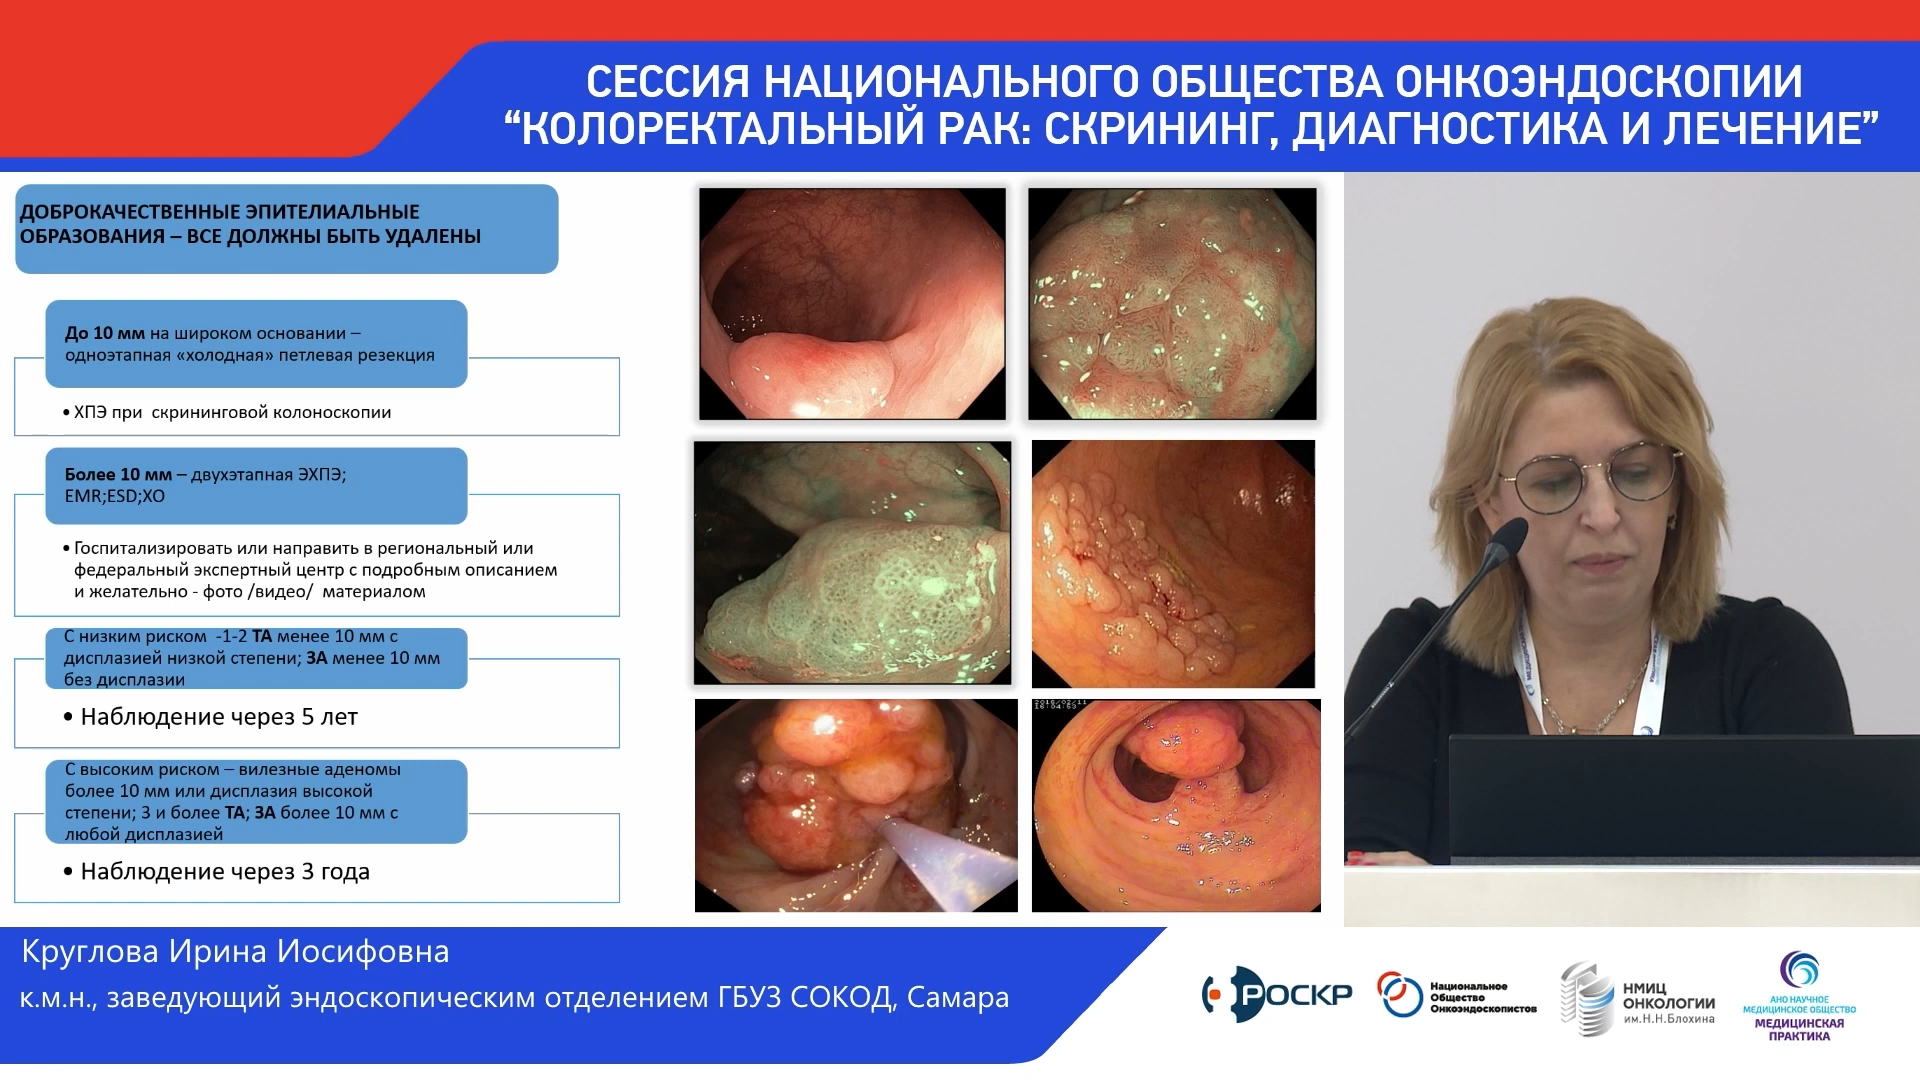 СЕССИЯ НАЦИОНАЛЬНОГО ОБЩЕСТВА ОНКОЭНДОСКОПИИ
“КОЛОРЕКТАЛЬНЫЙ РАК: СКРИНИНГ, ДИАГНОСТИКА И ЛЕЧЕНИЕ”
ДОБРОКАЧЕСТВЕННЫЕ ЭПИТЕЛИАЛЬНЫЕ
ОБРАЗОВАНИЯ – ВСЕ ДОЛЖНЫ БЫТЬ УДАЛЕНЫ
До 10 мм на широком основании –
одноэтапная «холодная» петлевая резекция
• ХПЭ при скрининговой колоноскопии
Более 10 мм – двухэтапная ЭХПЭ;
EMR;ESD;ХО
• Госпитализировать или направить в региональный или
федеральный экспертный центр с подробным описанием
и желательно - фото /видео/ материалом
С низким риском -1-2 ТА менее 10 мм с
дисплазией низкой степени; ЗА менее 10 мм
без дисплазии
• Наблюдение через 5 лет
С высоким риском – вилезные аденомы
более 10 мм или дисплазия высокой
степени; 3 и более ТА; ЗА более 10 мм с
любой дисплазией
• Наблюдение через 3 года
2016/02/11
16:04:53
Круглова Ирина Иосифовна
к.м.н., заведующий эндоскопическим отделением ГБУЗ СОКОД, Самара
РОСКР
Национальное
Общество
Онкоэндоскопистов
НМИЦ
ОНКОЛОГИИ
им.Н.Н.Блохина
АНО НАУЧНОЕ
МЕДИЦИНСКОЕ ОБЩЕСТВО
МЕДИЦИНСКАЯ
ПРАКТИКА